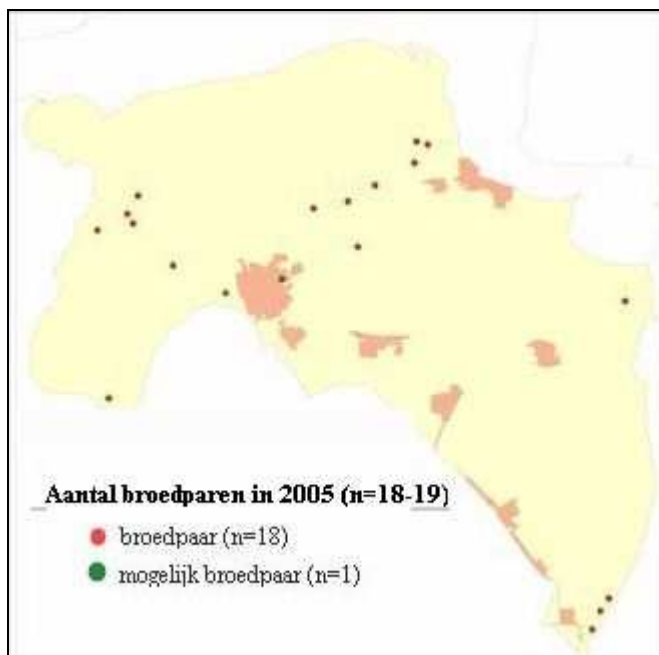 Aantal broedparen in 2005 (n=18-19)
broedpaar (n=18)
mogelijk broedpaar (n=1)